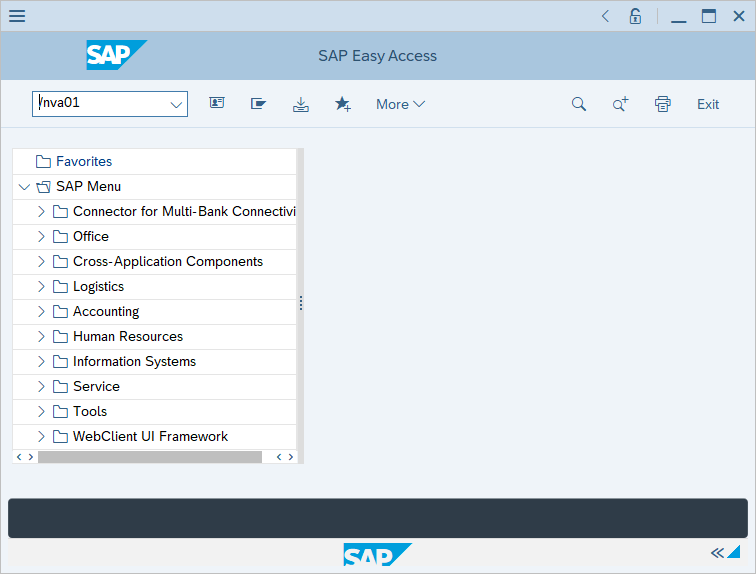 SAP
SAP Easy Access
/nva01
More
Exit
Favorites
SAP Menu
Connector for Multi-Bank Connectivi
Office
Cross-Application Components
Logistics
Accounting
Human Resources
Information Systems
Service
Tools
WebClient UI Framework
SAP